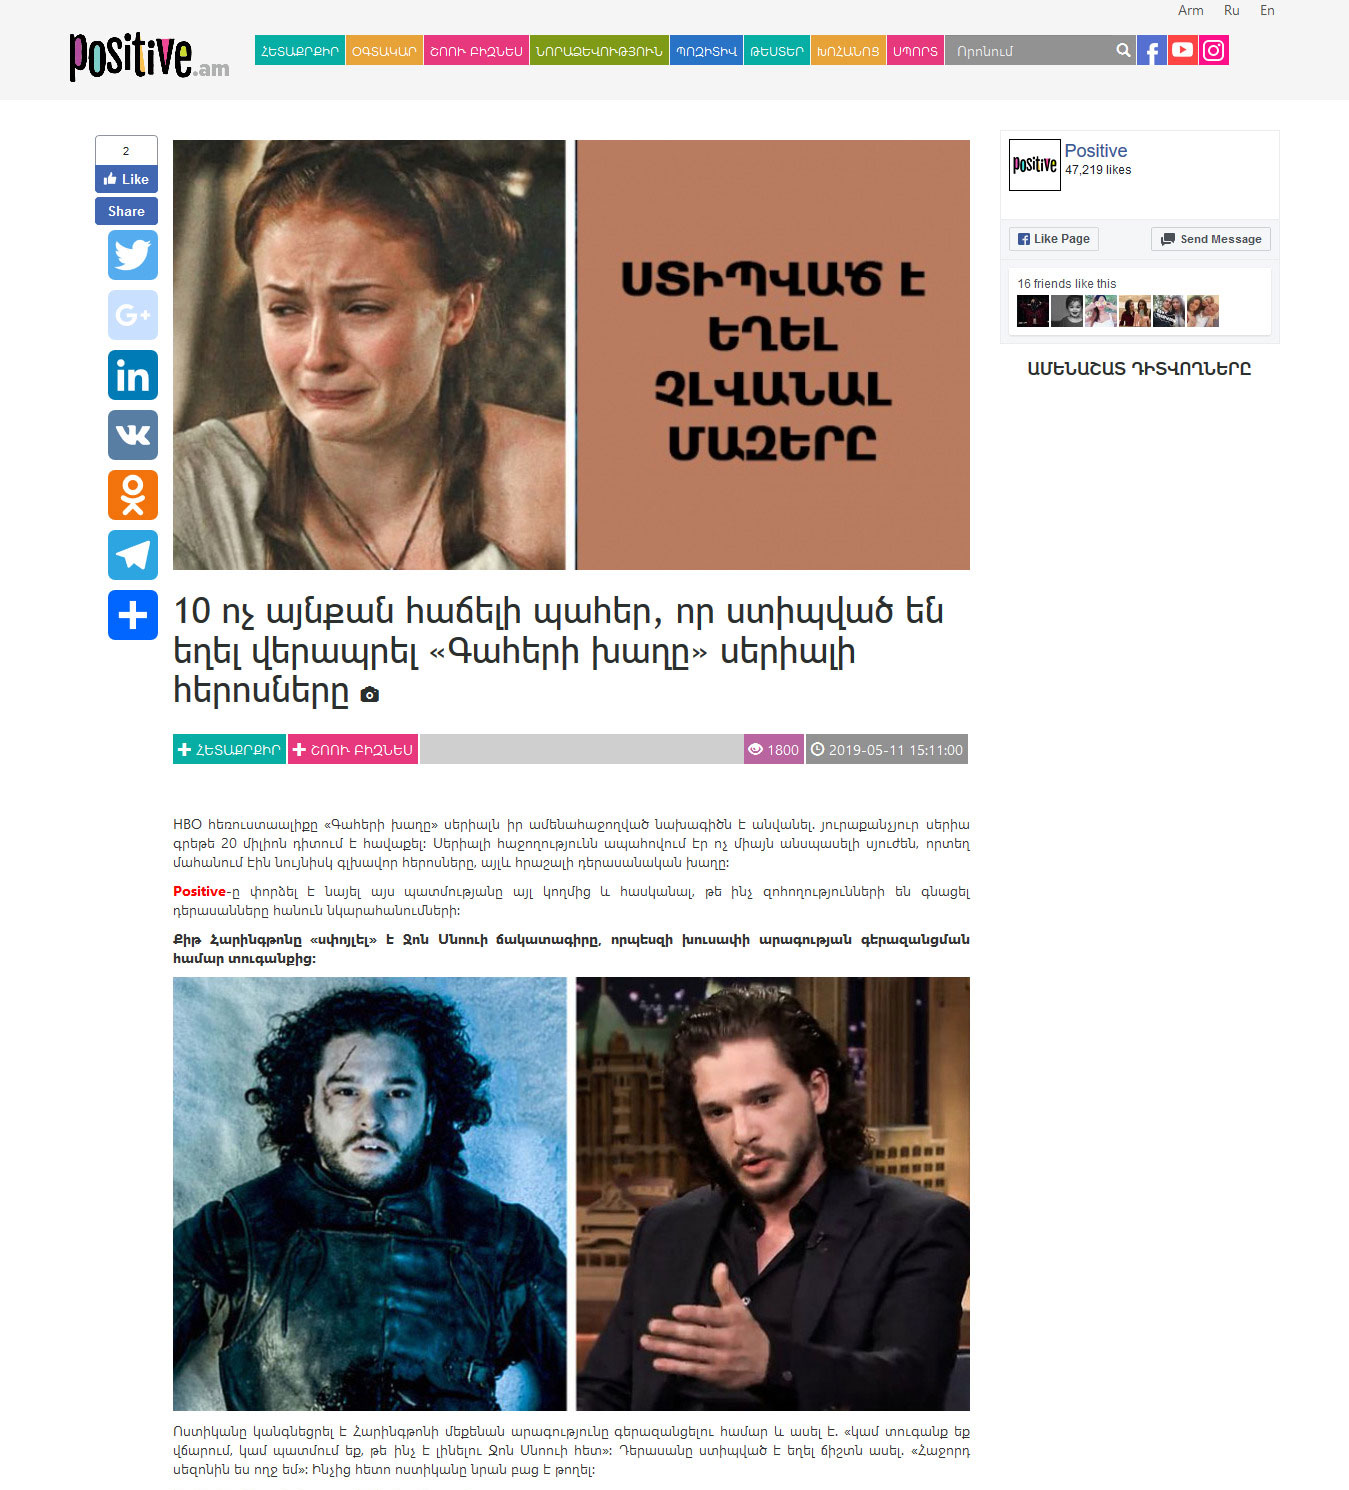 Arm Ru En
positive.am
ՀԵՏԱՔՐՔԻՐ ՕԳՏԱԿԱՐ ՇՈՈՒ ԲԻԶՆԵՍ ՆՈՐԱՁԵՎՈՒԹՅՈՒՆ ՊՈԶԻՏԻՎ ԹԵՍՏԵՐ ԽՈՀԱՆՈՑ ՍՊՈՐՏ Որոնում
2
Like
Share
ՍՏԻՊՎԱԾ Է
ԵՂԵԼ
ՉԼՎԱՆԱԼ
ՄԱԶԵՐԸ
positive
Positive
47,219 likes
Like Page Send Message
16 friends like this
ԱՄԵՆԱՇԱՏ ԴԻՏՎՈՂՆԵՐԸ
10 ոչ այնքան հաճելի պահեր, որ ստիպված են
եղել վերապրել «Գահերի խաղը» սերիալի
հերոսները
ՀԵՏԱՔՐՔԻՐ ՇՈՈՒ ԲԻԶՆԵՍ 1800 2019-05-11 15:11:00
HBO հեռուստաալիքը «Գահերի խաղը» սերիալն իր ամենահաջողված նախագիծն է անվանել. յուրաքանչյուր սերիա
գրեթե 20 միլիոն դիտում է հավաքել: Սերիալի հաջողությունն ապահովում էր ոչ միայն անսպասելի սյուժեն, որտեղ
մահանում էին նույնիսկ գլխավոր հերոսները, այլև հրաշալի դերասանական խաղը:
Positive-ը փորձել է նայել այս պատմությանը այլ կողմից և հասկանալ, թե ինչ զոհողությունների են գնացել
դերասանները հանուն նկարահանումների:
Քիթ Հարինգթոնը «սփոյլել» է Ջոն Սնոուի ճակատագիրը, որպեսզի խուսափի արագության գերազանցման
համար տուգանքից:
Ոստիկանը կանգնեցրել է Հարինգթոնի մեքենան արագությունը գերազանցելու համար և ասել է. «կամ տուգանք եք
վճարում, կամ պատմում եք, թե ինչ է լինելու Ջոն Սնոուի հետ»: Դերասանը ստիպված է եղել ճիշտն ասել. «Հաջորդ
սեզոնին ես ողջ եմ»: Ինչից հետո ոստիկանը նրան բաց է թողել: